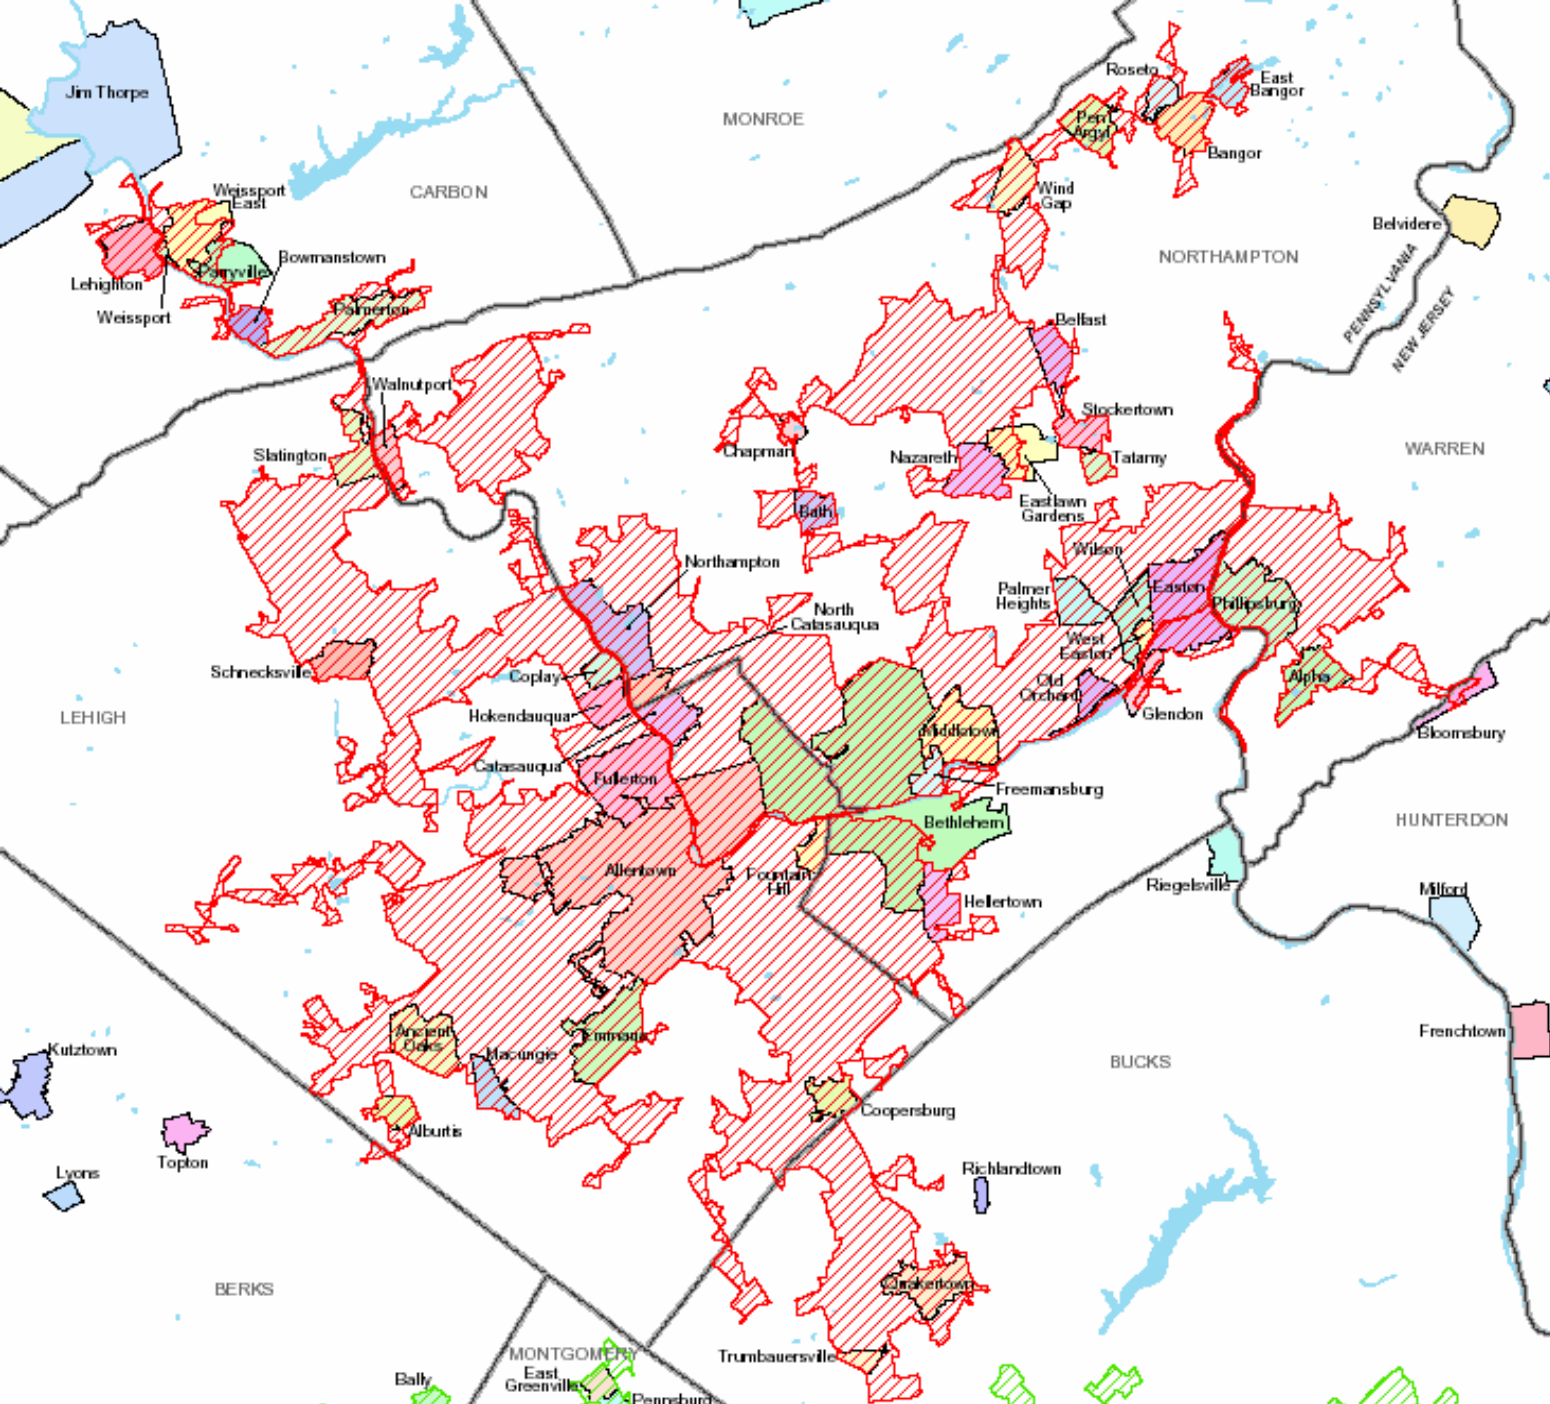 Roseto
East
Bangor
Jim Thorpe
MONROE
Pen
Argyl
Bangor
Weissport
East
CARBON
Wind
Gap
Belvidere
Bowmanstown
NORTHAMPTON
Parryville
Lehighton
PENNSYLVANIA
NEW JERSEY
Weissport
Palmerton
Belfast
Walnutport
Stockertown
Slatington
Chapman
Nazareth
Tatamy
WARREN
Eastlawn
Gardens
Bath
Wilson
Northampton
Palmer
Heights
Easton
Phillipsburg
North
Catasauqua
West
Easton
Schnecksville
Coplay
Old
Orchard
Alpha
LEHIGH
Hokendauqua
Glendon
Middletown
Bloomsbury
Catasauqua
Fullerton
Freemansburg
Bethlehem
HUNTERDON
Allentown
Fountain
Hill
Riegelsville
Milford
Hellertown
Ancient
Oaks
Emmaus
Frenchtown
Kutztown
Macungie
BUCKS
Coopersburg
Alburtis
Topton
Lyons
Richlandtown
BERKS
Quakertown
MONTGOMERY
Trumbauersville
East
Greenville
Bally
Pennsburg